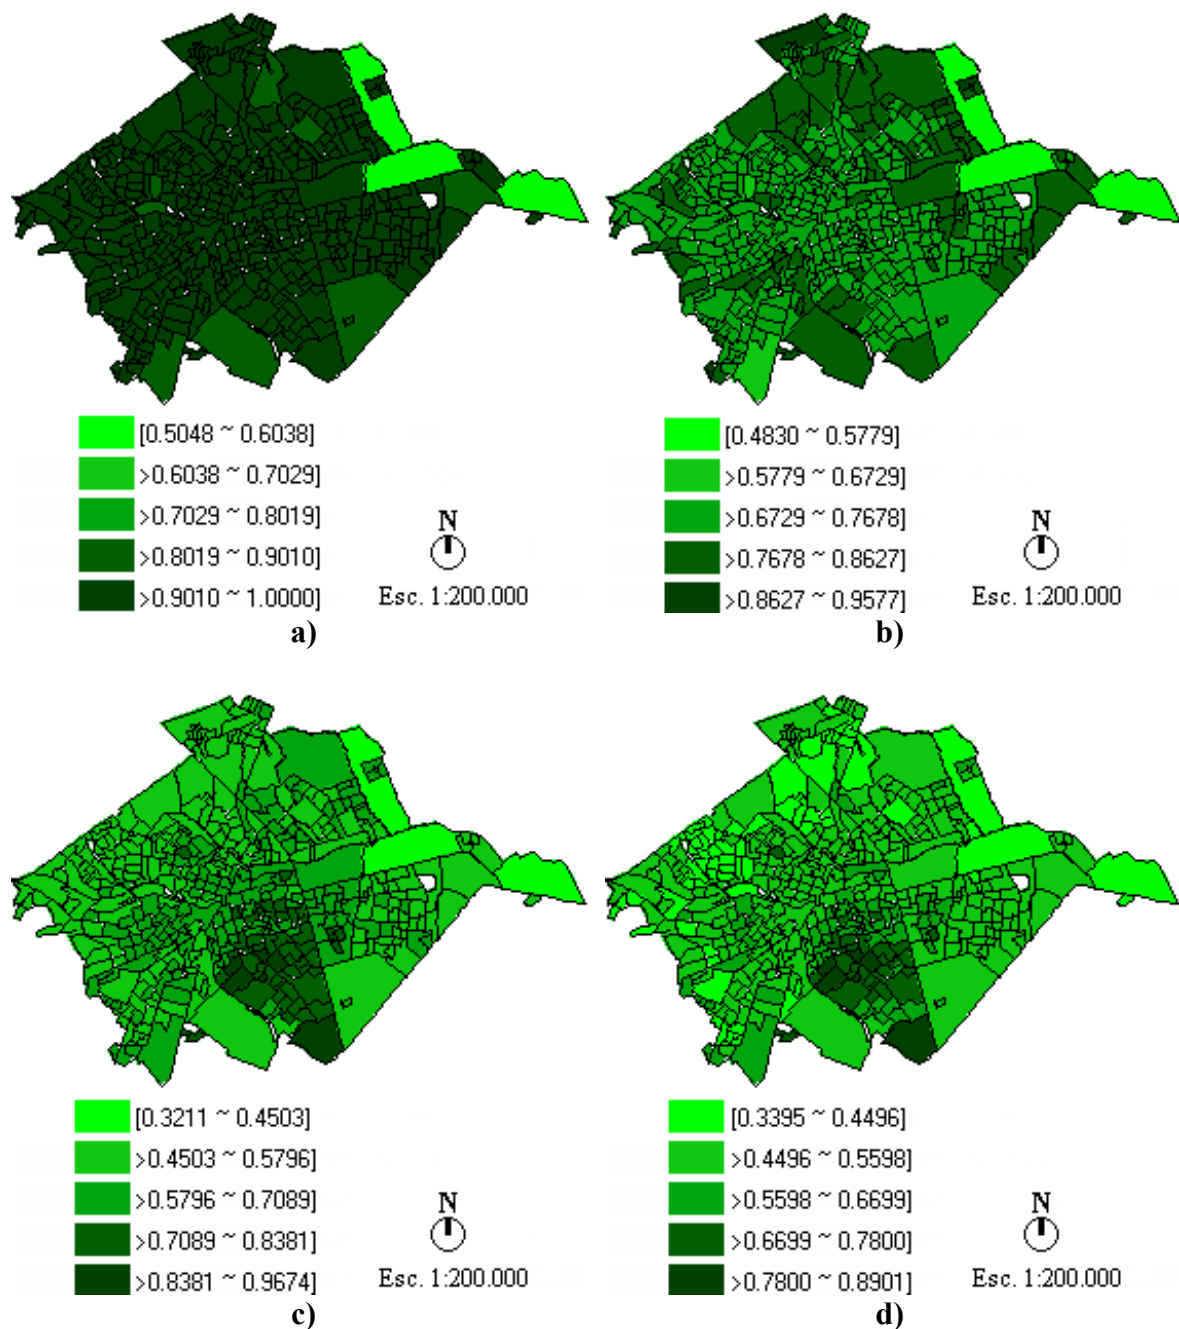 [0.5048 ~ 0.6038]
>0.6038 ~ 0.7029]
>0.7029 ~ 0.8019]
>0.8019 ~ 0.9010]
>0.9010 ~ 1.0000]
N
Esc. 1:200.000
a)
[0.4830 ~ 0.5779]
>0.5779 ~ 0.6729]
>0.6729 ~ 0.7678]
>0.7678 ~ 0.8627]
>0.8627 ~ 0.9577]
N
Esc. 1:200.000
b)
[0.3211 ~ 0.4503]
>0.4503 ~ 0.5796]
>0.5796 ~ 0.7089]
>0.7089 ~ 0.8381]
>0.8381 ~ 0.9674]
N
Esc. 1:200.000
c)
[0.3395 ~ 0.4496]
>0.4496 ~ 0.5598]
>0.5598 ~ 0.6699]
>0.6699 ~ 0.7800]
>0.7800 ~ 0.8901]
N
Esc. 1:200.000
d)